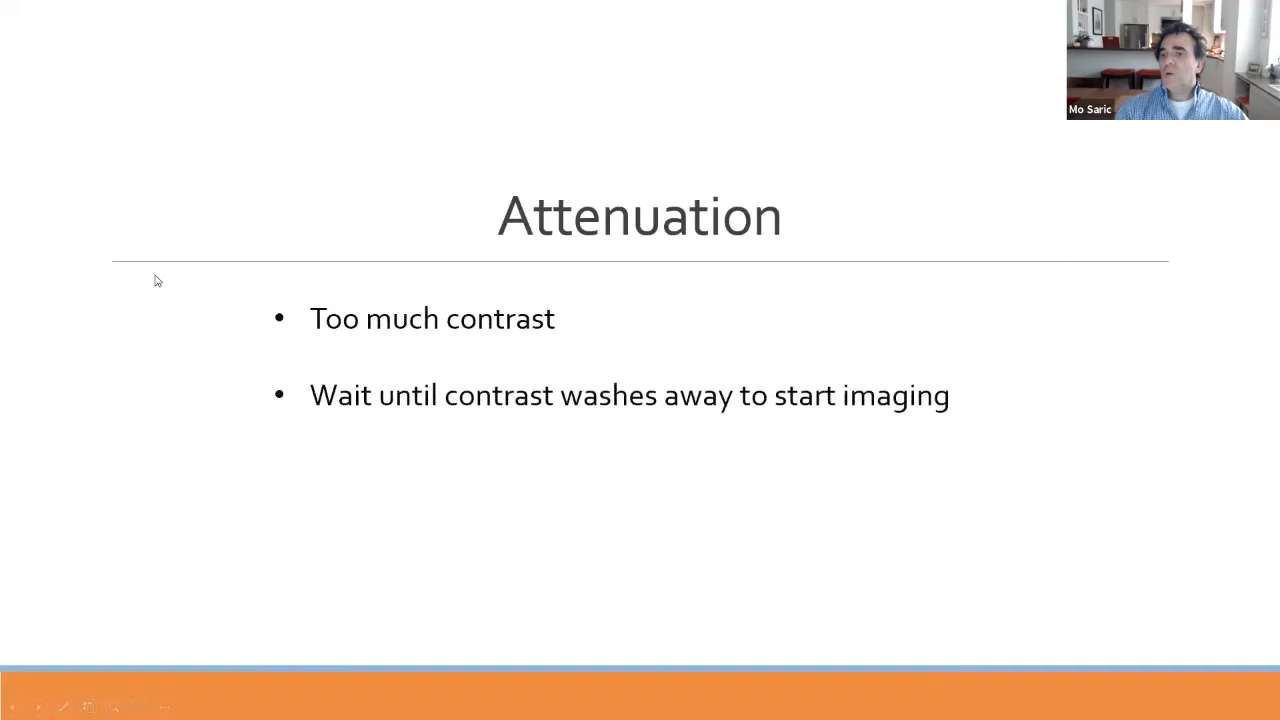 Mo Saric
Attenuation
• Too much contrast
• Wait until contrast washes away to start imaging